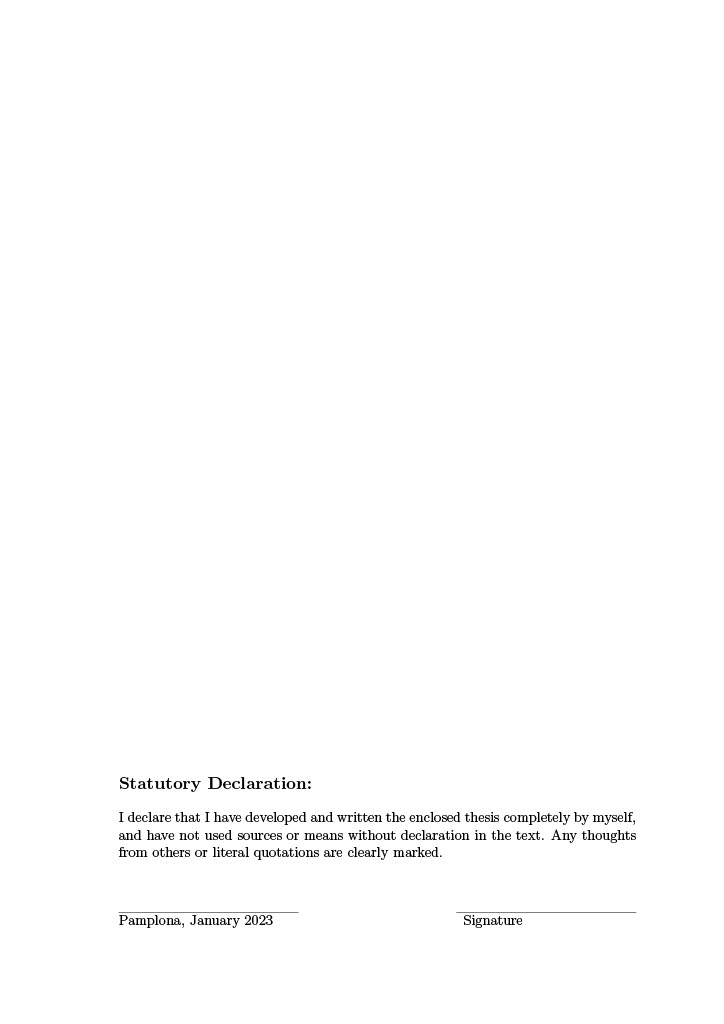 Statutory Declaration:
I declare that I have developed and written the enclosed thesis completely by myself,
and have not used sources or means without declaration in the text. Any thoughts
from others or literal quotations are clearly marked.
Pamplona, January 2023 Signature